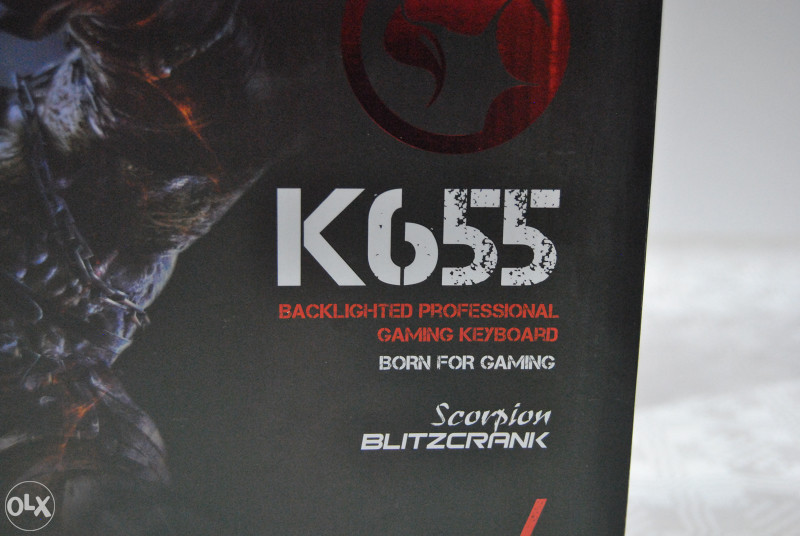 K655
BACKLIGHTED PROFESSIONAL
GAMING KEYBOARD
BORN FOR GAMING
Scorpion
BLITZCRANK
OLX